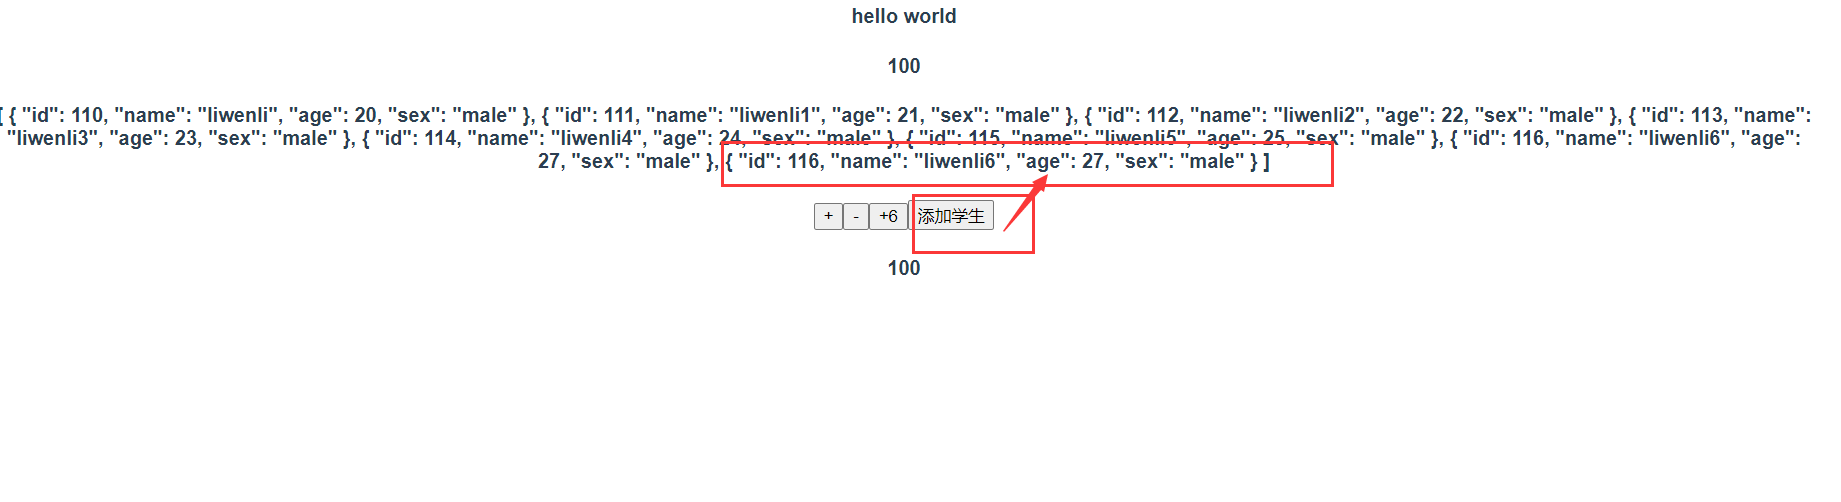 hello world
100
[ { "id": 110, "name": "liwenli", "age": 20, "sex": "male" }, { "id": 111, "name": "liwenli1", "age": 21, "sex": "male" }, { "id": 112, "name": "liwenli2", "age": 22, "sex": "male" }, { "id": 113, "name":
"liwenli3", "age": 23, "sex": "male" }, { "id": 114, "name": "liwenli4", "age": 24, "sex": "male" }, { "id": 115, "name": "liwenli5", "age": 25, "sex": "male" }, { "id": 116, "name": "liwenli6", "age":
27, "sex": "male" }, { "id": 116, "name": "liwenli6", "age": 27, "sex": "male" } ]
+ - +6 添加学生
100